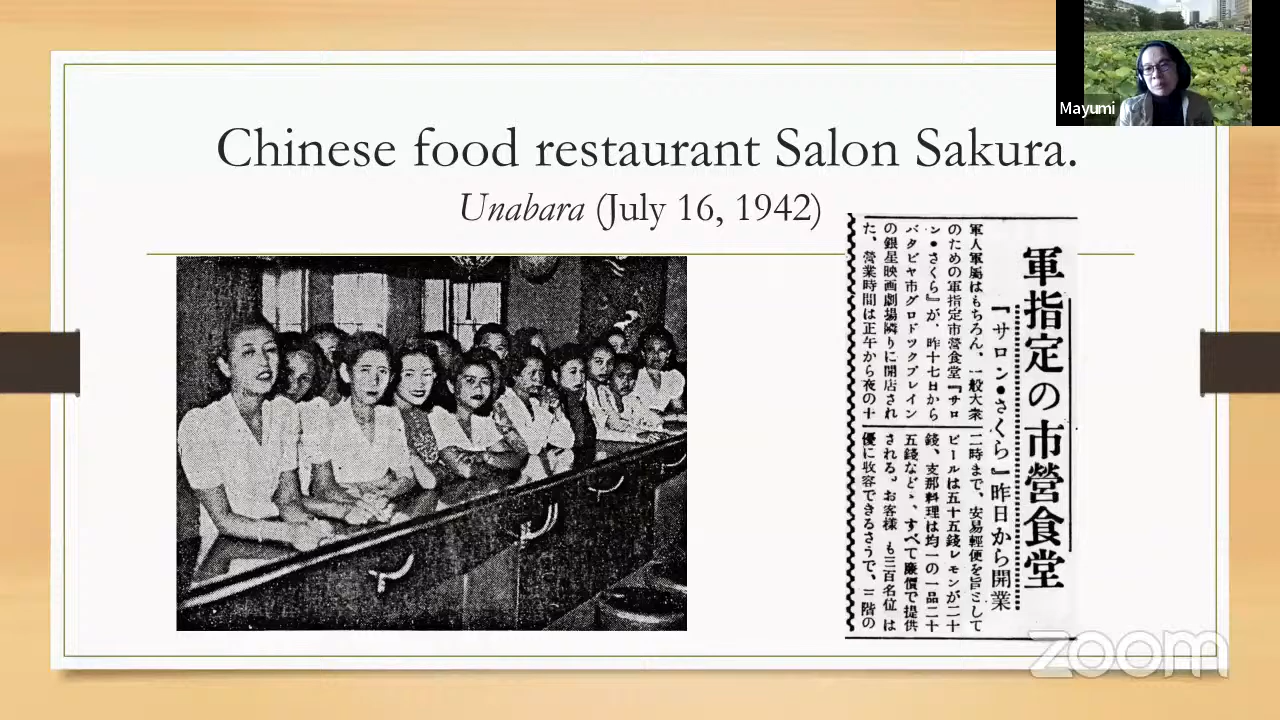 Chinese food restaurant Salon Sakura.
Unabara (July 16, 1942)
軍指定の市營食堂
『サロン•さくら』昨日から開業
軍人軍屬はもちろん、一般大衆
のための軍指定市營食堂『サロ
ン•さくら』が、昨十七日から
バタビヤ市グロドツクプレイン
の銀星映画劇場隣りに開店され
た、營業時間は正午から夜の十
二時まで、安易輕便を旨として
ビールは五十五錢レモンが二十
錢、支那料理は均一の一品二十
五錢など、すべて廉價で提供
される。お客様も三百名位は
優に收容できるさうで、二階の
Mayumi
zoom